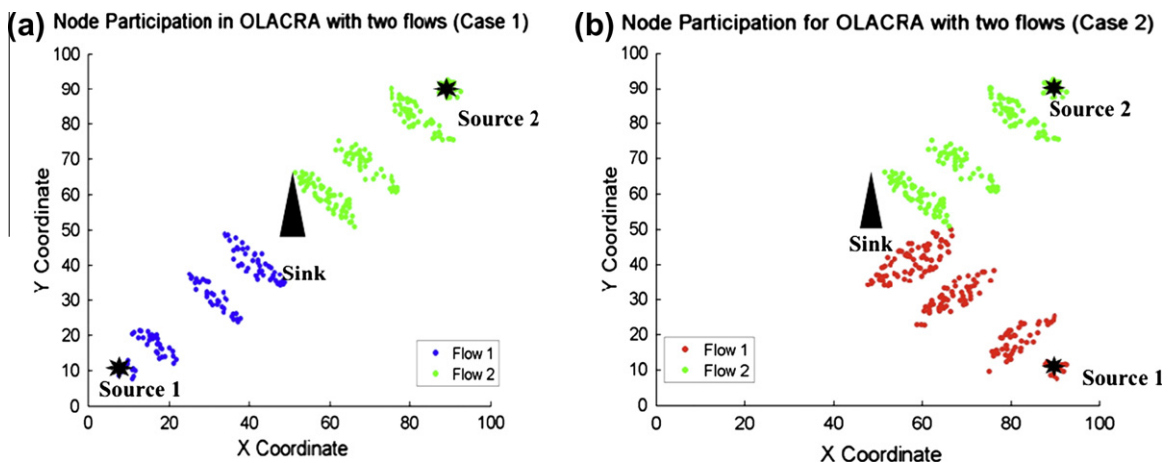 (a) Node Participation in OLACRA with two flows (Case 1)
100
90
80
70
60
50
40
30
20
10
0
Y Coordinate
0 20 40 60 80 100
X Coordinate
Source 2
Sink
Source 1
Flow 1
Flow 2
(b) Node Participation for OLACRA with two flows (Case 2)
100
90
80
70
60
50
40
30
20
10
0
Y Coordinate
0 20 40 60 80 100
X Coordinate
Source 2
Sink
Source 1
Flow 1
Flow 2